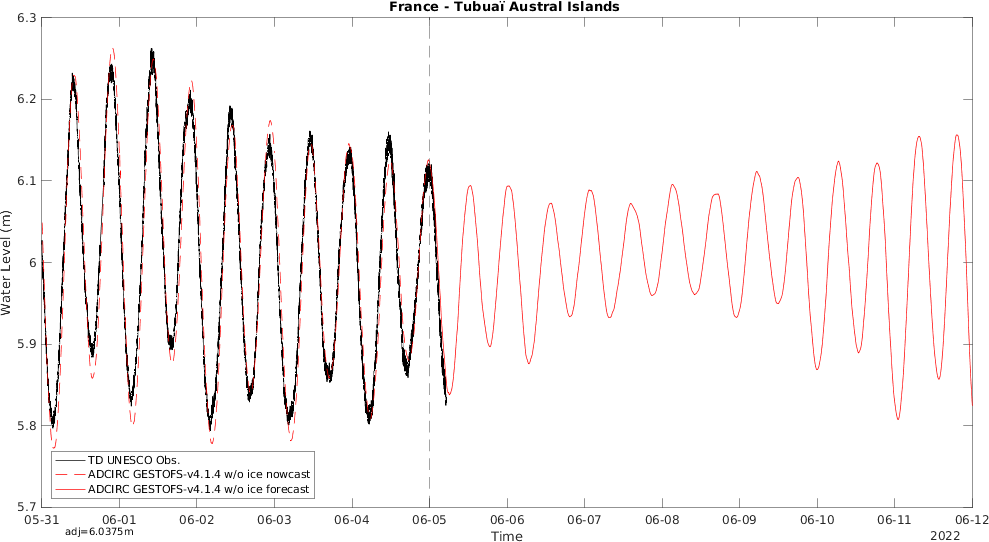 France - Tubuaï Austral Islands
6.3
6.2
6.1
6
5.9
5.8
5.7
Water Level (m)
TD UNESCO Obs.
ADCIRC GESTOFS-v4.1.4 w/o ice nowcast
ADCIRC GESTOFS-v4.1.4 w/o ice forecast
05-31 06-01 06-02 06-03 06-04 06-05 06-06 06-07 06-08 06-09 06-10 06-11 06-12
adj=6.0375m
Time
2022